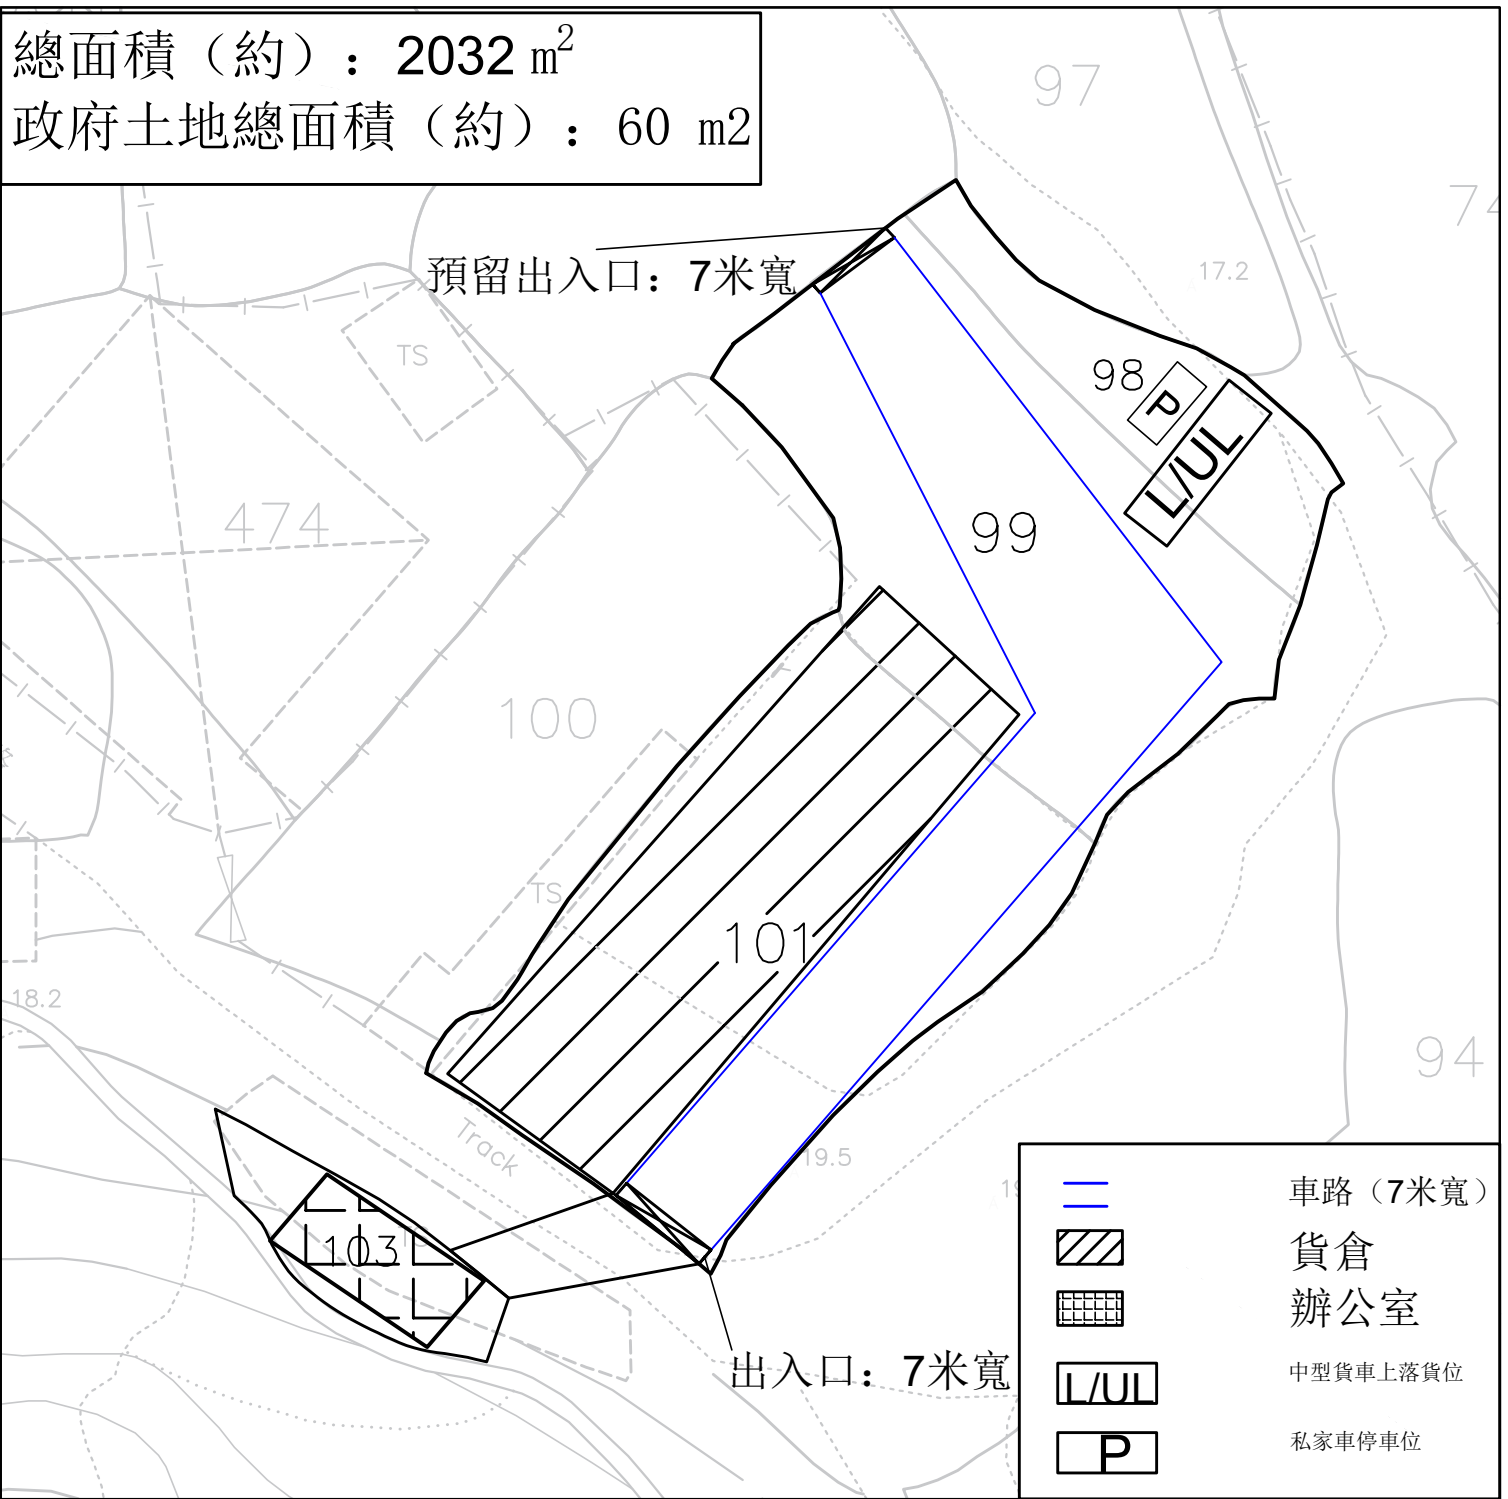 總面積（約）：2032 m²
政府土地總面積（約）：60 m2
97
74
預留出入口：7米寬
17.2
TS
98
P
L/UL
474
99
100
TS
101
18.2
94
Track
19.5
19
103
出入口：7米寬
車路（7米寬）
貨倉
辦公室
L/UL 中型貨車上落貨位
P 私家車停車位